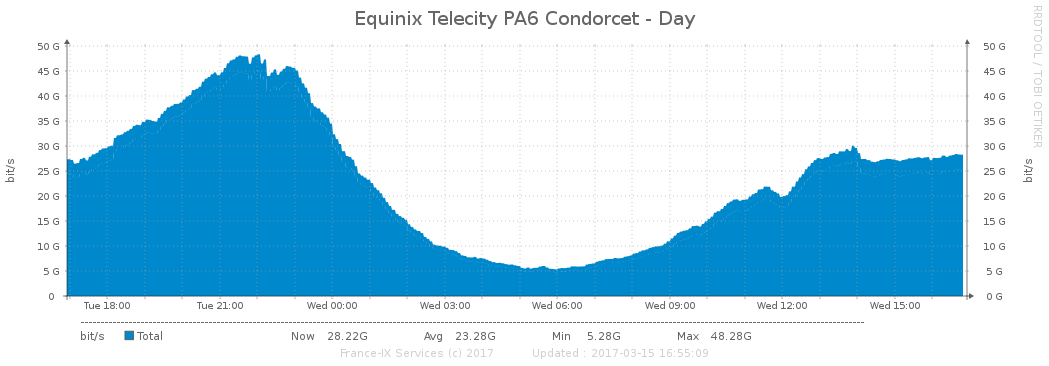 Equinix Telecity PA6 Condorcet - Day
RRDTOOL / TOBI OETIKER
bit/s
bit/s
50 G 50 G
45 G 45 G
40 G 40 G
35 G 35 G
30 G 30 G
25 G 25 G
20 G 20 G
15 G 15 G
10 G 10 G
5 G 5 G
0 0 G
Tue 18:00 Tue 21:00 Wed 00:00 Wed 03:00 Wed 06:00 Wed 09:00 Wed 12:00 Wed 15:00
bit/s Total Now 28.22G Avg 23.28G Min 5.28G Max 48.28G
France-IX Services (c) 2017 Updated : 2017-03-15 16:55:09